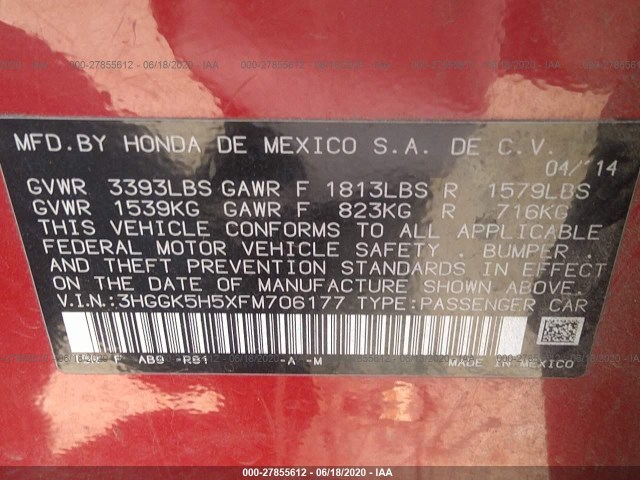 000-27855612 - 06/18/2020 - IAA
MFD.BY HONDA DE MEXICO S.A. DE C.V.
04/'14
GVWR 3393LBS GAWR F 1813LBS R 1579LBS
GVWR 1539KG GAWR F 823KG R 716KG
THIS VEHICLE CONFORMS TO ALL APPLICABLE
FEDERAL MOTOR VEHICLE SAFETY . BUMPER .
AND THEFT PREVENTION STANDARDS IN EFFECT
ON THE DATE OF MANUFACTURE SHOWN ABOVE.
V.I.N.:3HGGK5H5XFM706177 TYPE:PASSENGER CAR
AB9 -RB1 -A -M MADE IN MEXICO
000-27855612 - 06/18/2020 - IAA